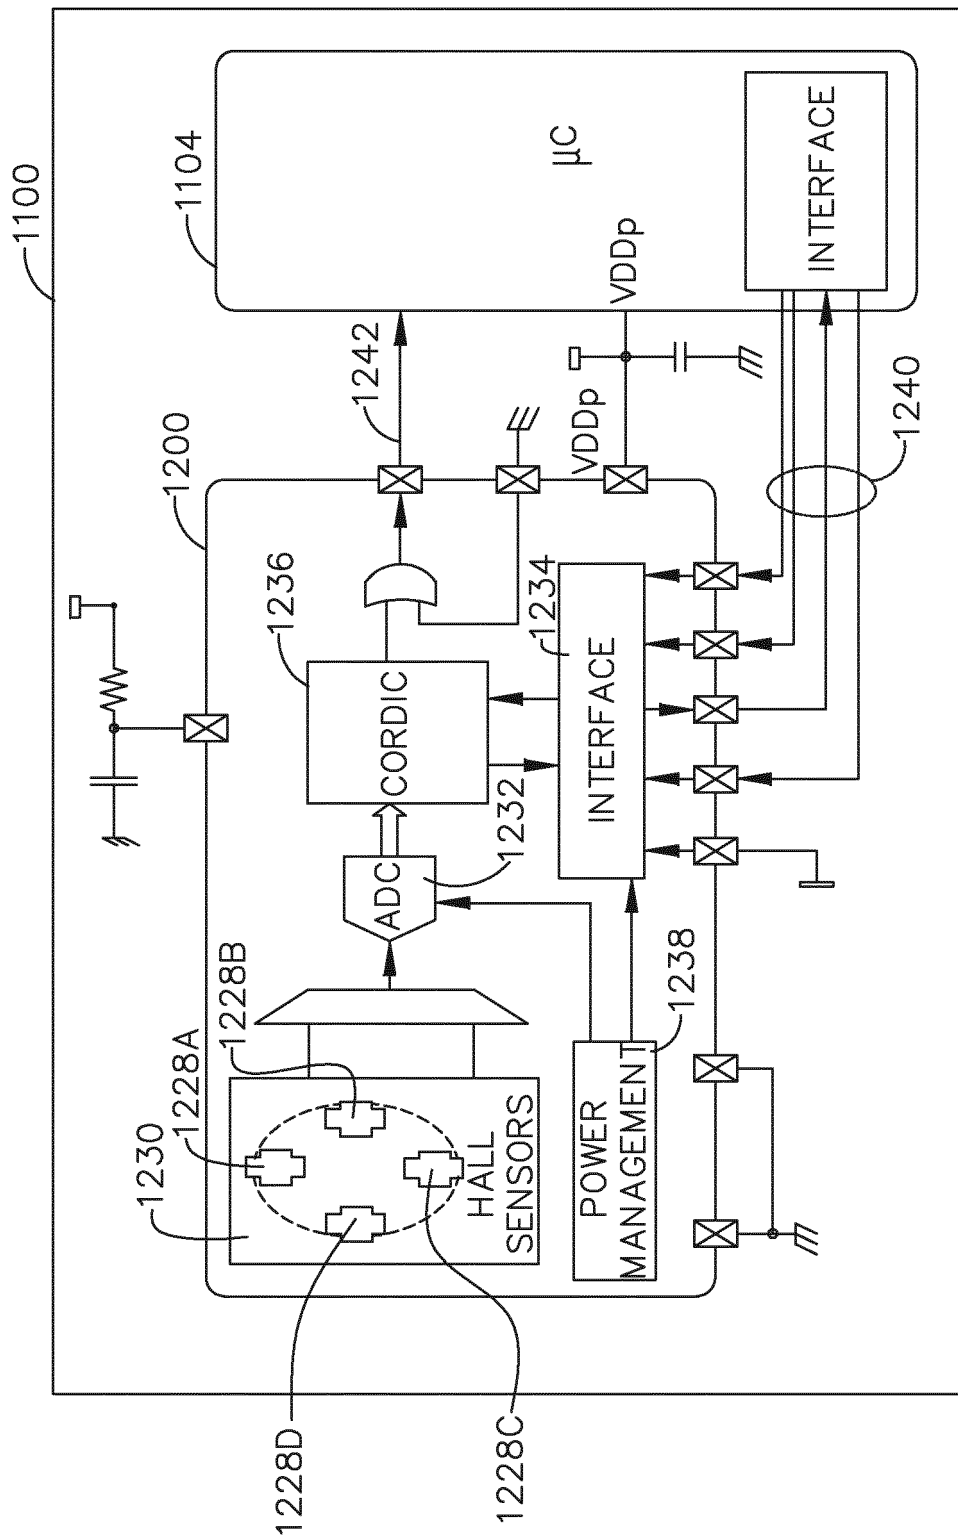 1100
1104
μC
INTERFACE
VDDp
1242
1240
1200
VDDp
1236
CORDIC
1234
INTERFACE
1232
ADC
1228B
1228A
1230
HALL
SENSORS
1238
POWER
MANAGEMENT
1228D
1228C